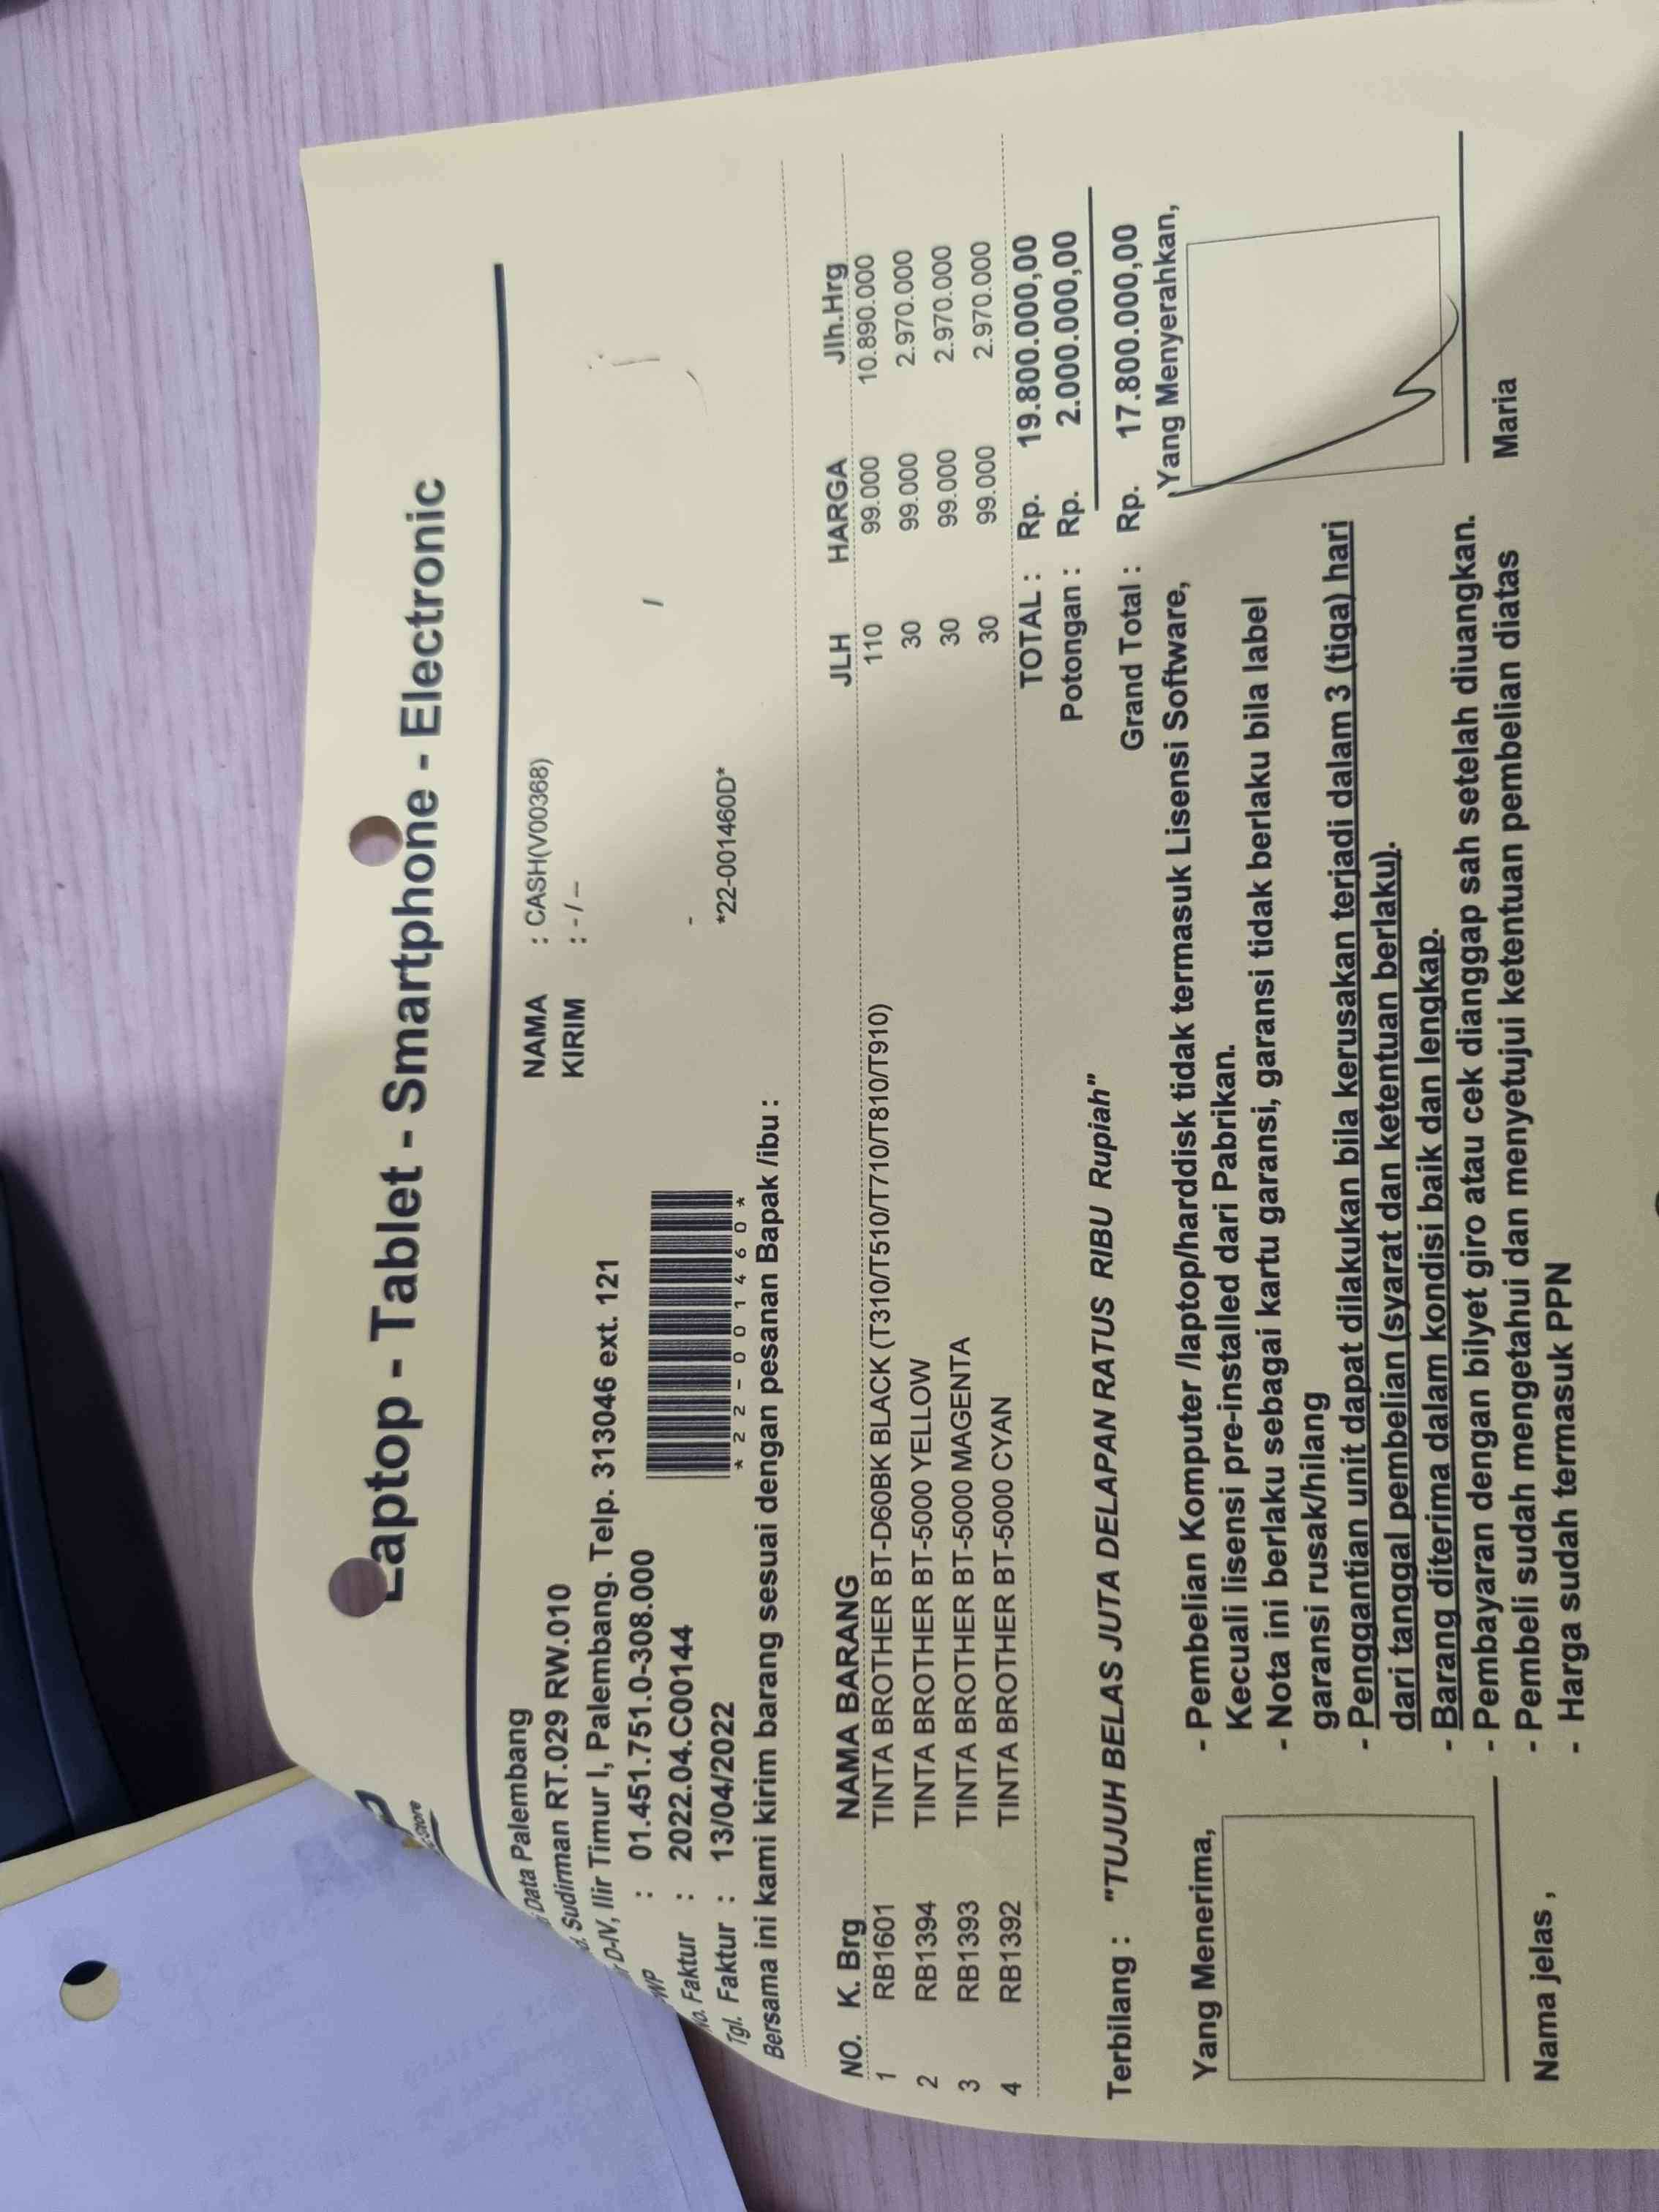 Laptop - Tablet - Smartphone - Electronic
Store
Data Palembang
Sudirman RT.029 RW.010
D-IV, Ilir Timur I, Palembang. Telp. 313046 ext. 121
: 01.451.751.0-308.000
No. Faktur : 2022.04.C00144
Tgl. Faktur : 13/04/2022
NAMA : CASH(V00368)
KIRIM : - / --
-
*22-001460*
*22-001460D*
Bersama ini kami kirim barang sesuai dengan pesanan Bapak /ibu :
NO. K. Brg NAMA BARANG JLH HARGA Jlh.Hrg
1 RB1601 TINTA BROTHER BT-D60BK BLACK (T310/T510/T710/T810/T910) 110 99.000 10.890.000
2 RB1394 TINTA BROTHER BT-5000 YELLOW 30 99.000 2.970.000
3 RB1393 TINTA BROTHER BT-5000 MAGENTA 30 99.000 2.970.000
4 RB1392 TINTA BROTHER BT-5000 CYAN 30 99.000 2.970.000
TOTAL : Rp. 19.800.000,00
Potongan : Rp. 2.000.000,00
Grand Total : Rp. 17.800.000,00
Terbilang : "TUJUH BELAS JUTA DELAPAN RATUS RIBU Rupiah"
Yang Menerima,
Nama jelas ,
- Pembelian Komputer /laptop/harddisk tidak termasuk Lisensi Software,
Kecuali lisensi pre-installed dari Pabrikan.
- Nota ini berlaku sebagai kartu garansi, garansi tidak berlaku bila label
garansi rusak/hilang
- Penggantian unit dapat dilakukan bila kerusakan terjadi dalam 3 (tiga) hari
dari tanggal pembelian (syarat dan ketentuan berlaku).
- Barang diterima dalam kondisi baik dan lengkap.
- Pembayaran dengan bilyet giro atau cek dianggap sah setelah diuangkan.
- Pembeli sudah mengetahui dan menyetujui ketentuan pembelian diatas
- Harga sudah termasuk PPN
Yang Menyerahkan,
Maria